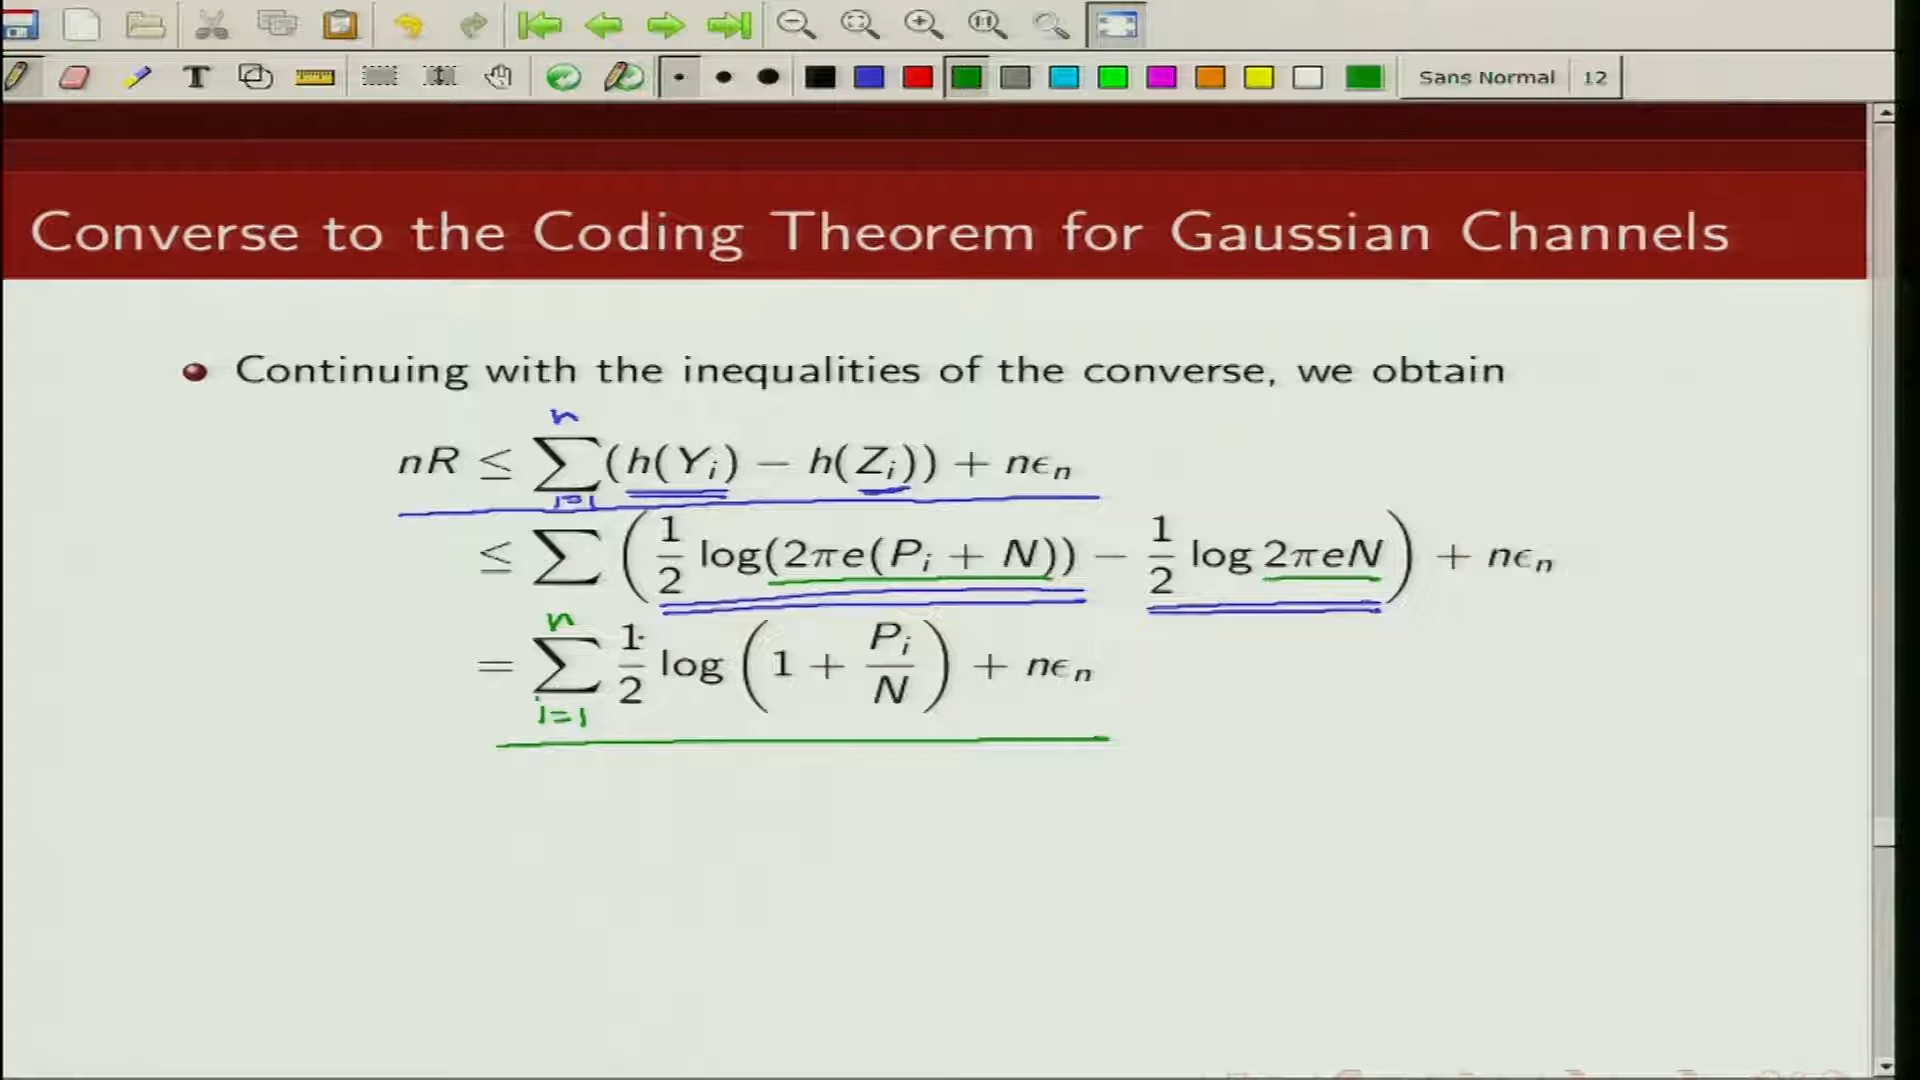 T Sans Normal 12
Converse to the Coding Theorem for Gaussian Channels
Continuing with the inequalities of the converse, we obtain
n
nR ≤ ∑ (h(Yᵢ) − h(Zᵢ)) + nϵₙ
i=1
≤ ∑ (1/2 log(2πe(Pᵢ + N)) − 1/2 log 2πeN) + nϵₙ
n
= ∑ 1/2 log (1 + Pᵢ/N) + nϵₙ
i=1